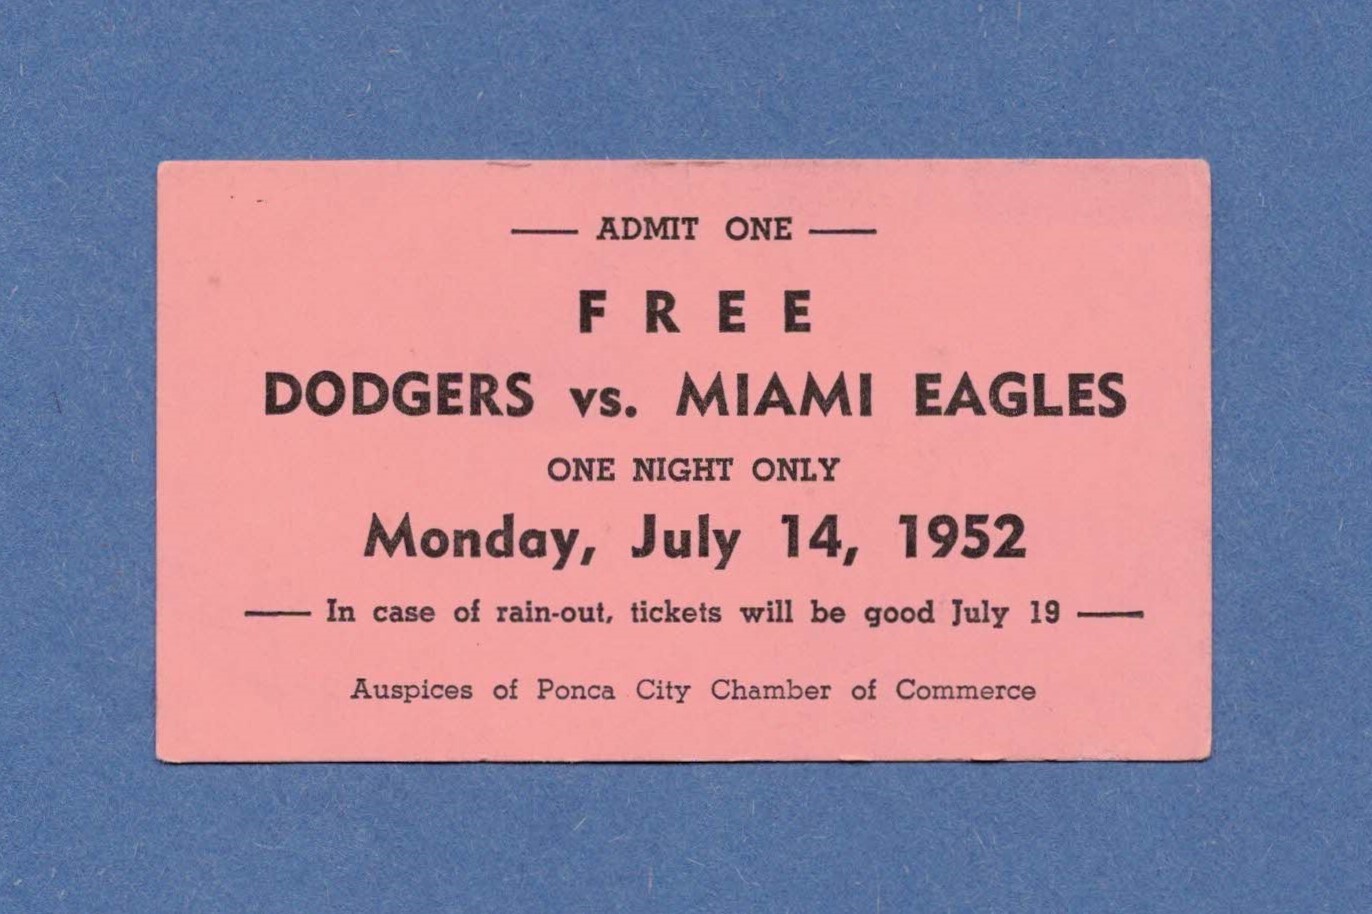 ADMIT ONE
FREE
DODGERS vs. MIAMI EAGLES
ONE NIGHT ONLY
Monday, July 14, 1952
In case of rain-out, tickets will be good July 19
Auspices of Ponca City Chamber of Commerce